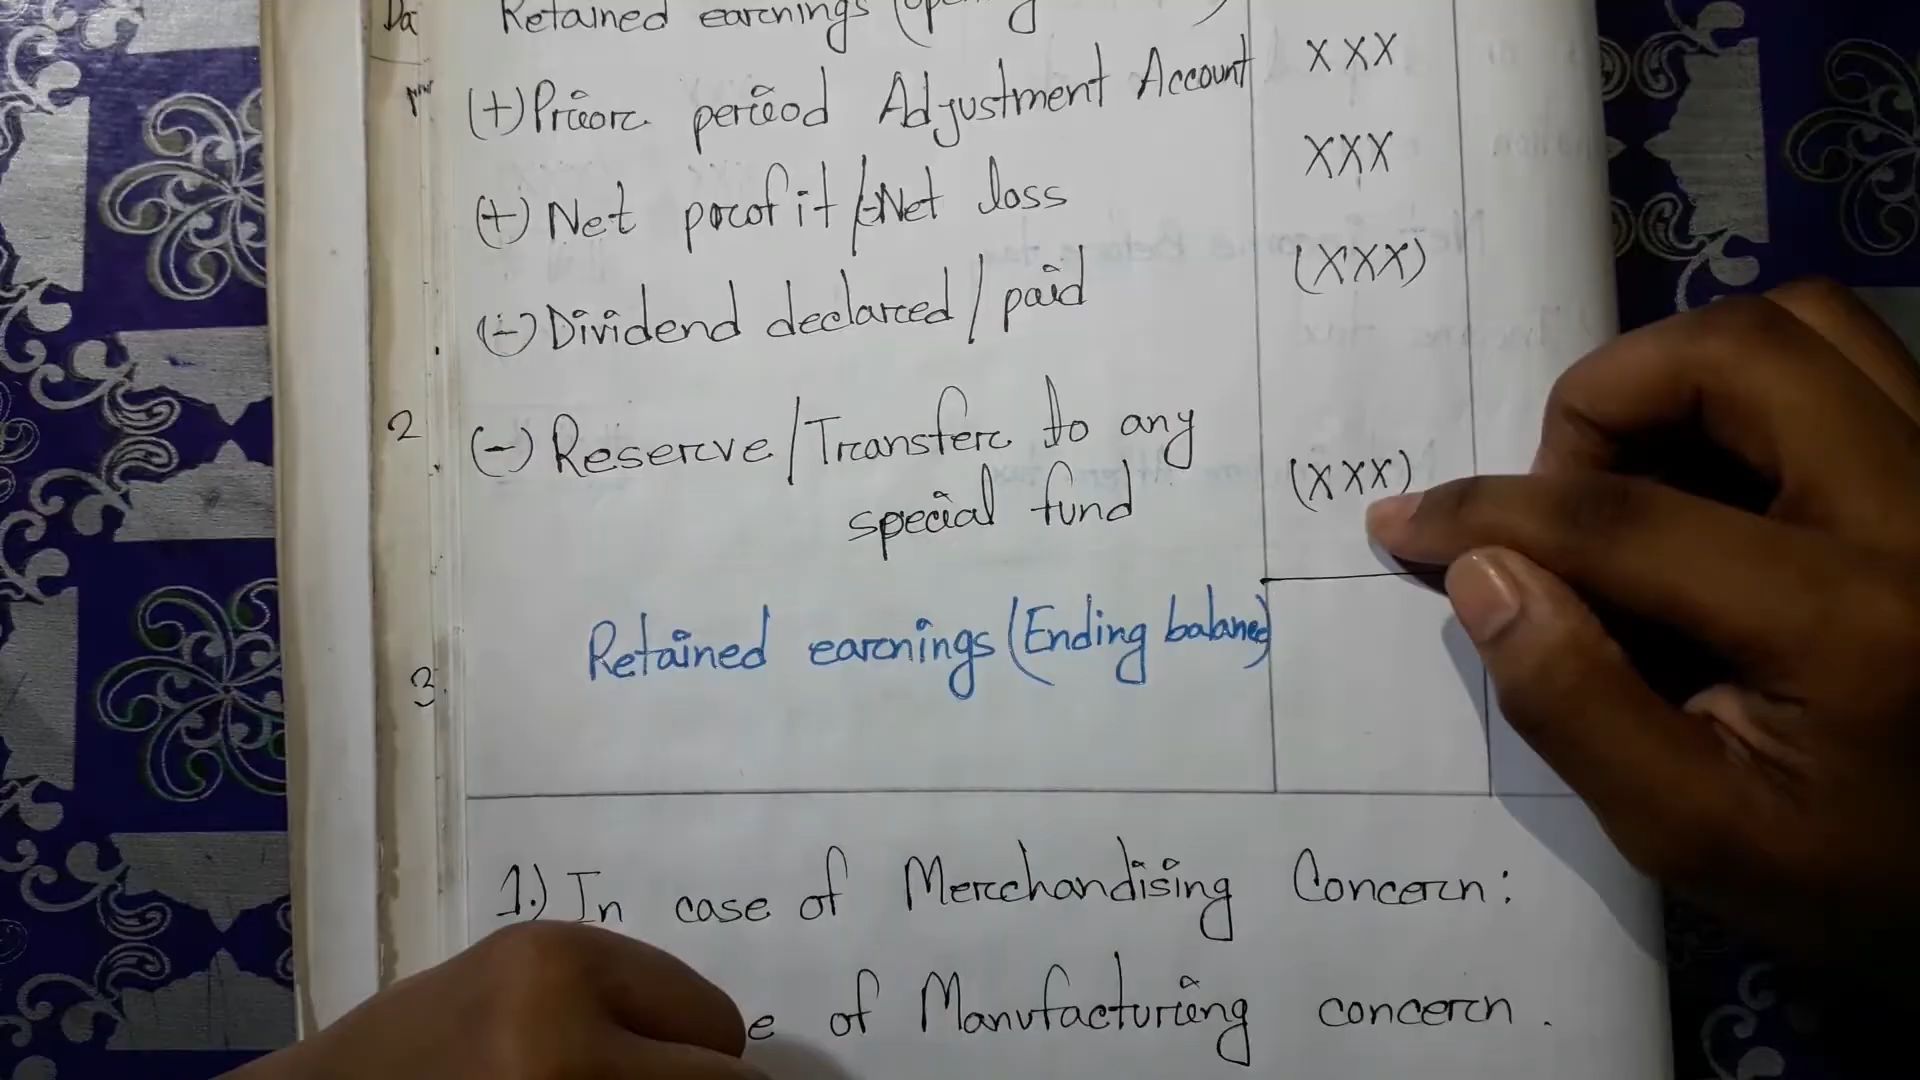 Da Retained earnings (
(+) Prior period Adjustment Account XXX
(+) Net profit /(-)Net loss XXX
(-) Dividend declared / paid (XXX)
2 (-) Reserve/Transfer to any
special fund (XXX)
Retained earnings (Ending balance)
3.
1.) In case of Merchandising Concern:
e of Manufacturing concern.